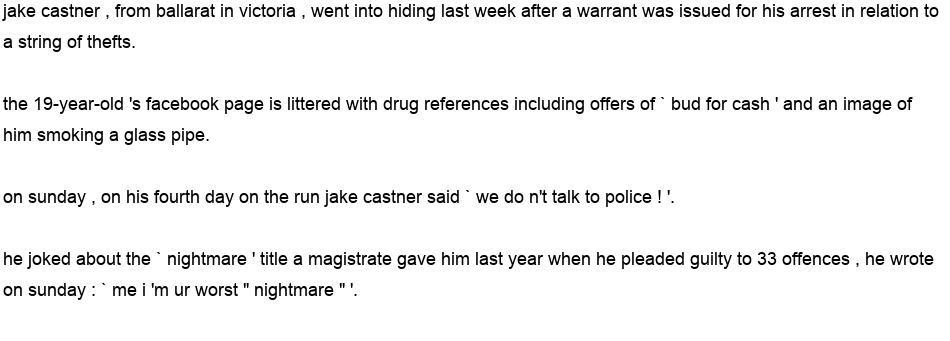 jake castner , from ballarat in victoria , went into hiding last week after a warrant was issued for his arrest in relation to
a string of thefts.
the 19-year-old 's facebook page is littered with drug references including offers of ` bud for cash ' and an image of
him smoking a glass pipe.
on sunday , on his fourth day on the run jake castner said ` we do n't talk to police ! '.
he joked about the ` nightmare ' title a magistrate gave him last year when he pleaded guilty to 33 offences , he wrote
on sunday : ` me i 'm ur worst " nightmare " '.